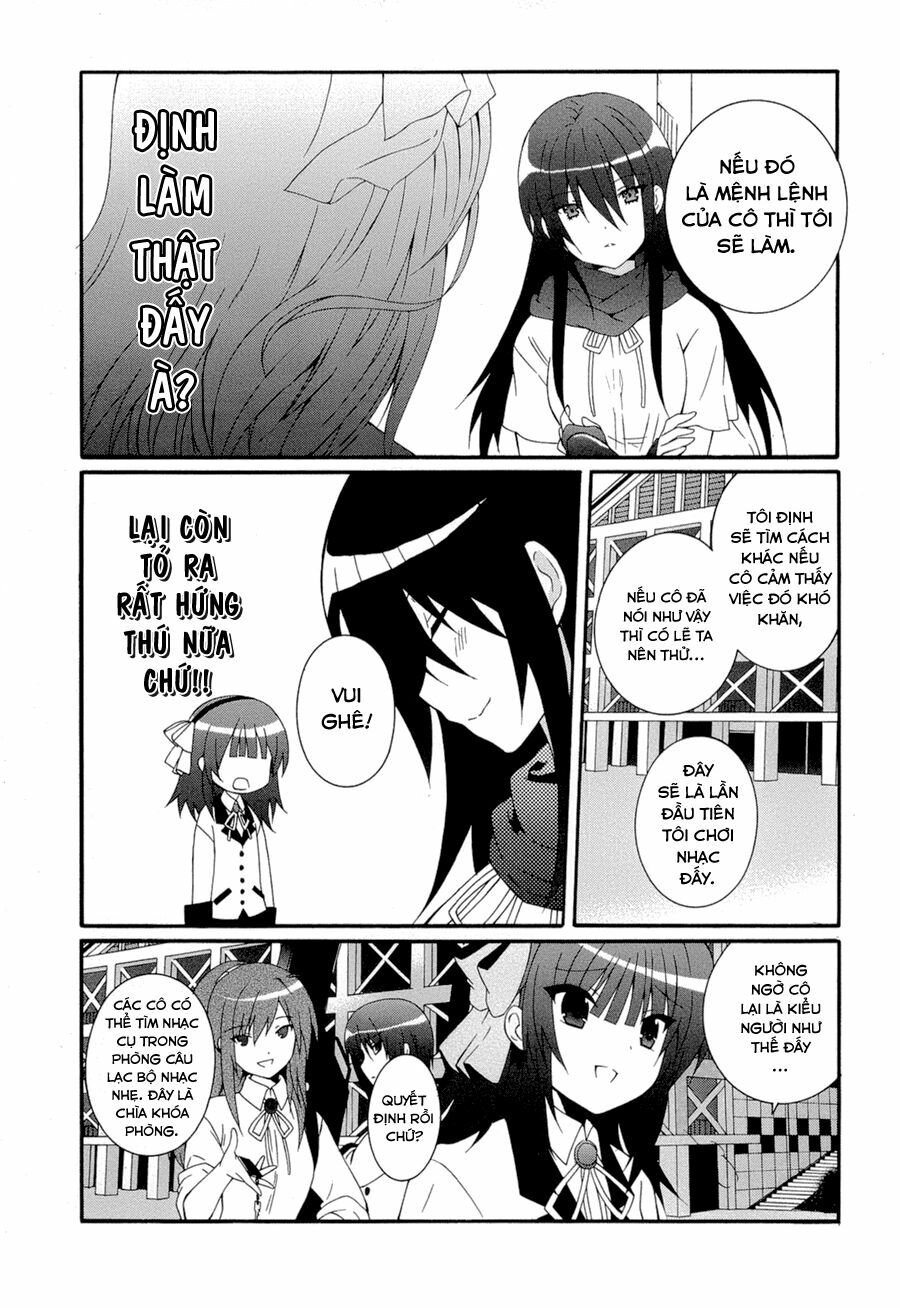 NẾU ĐÓ
LÀ MỆNH LỆNH
CỦA CÔ THÌ TÔI
SẼ LÀM.
ĐỊNH
LÀM
THẬT
ĐẤY
À?
TÔI ĐỊNH
SẼ TÌM CÁCH
KHÁC NẾU
CÔ CẢM THẤY
VIỆC ĐÓ KHÓ
KHĂN,
NẾU CÔ ĐÃ
NÓI NHƯ VẬY
THÌ CÓ LẼ TA
NÊN THỬ...
ĐÂY
SẼ LÀ LẦN
ĐẦU TIÊN
TÔI CHƠI
NHẠC
ĐẤY.
VUI
GHÊ!
LẠI CÒN
TỎ RA
RẤT HỨNG
THÚ NỮA
CHỨ!!
KHÔNG
NGỜ CÔ
LẠI LÀ KIỂU
NGƯỜI NHƯ
THẾ ĐẤY
...
QUYẾT
ĐỊNH RỒI
CHỨ?
CÁC CÔ CÓ
THỂ TÌM NHẠC
CỤ TRONG
PHÒNG CÂU
LẠC BỘ NHẠC
NHẸ. ĐÂY LÀ
CHÌA KHÓA
PHÒNG.